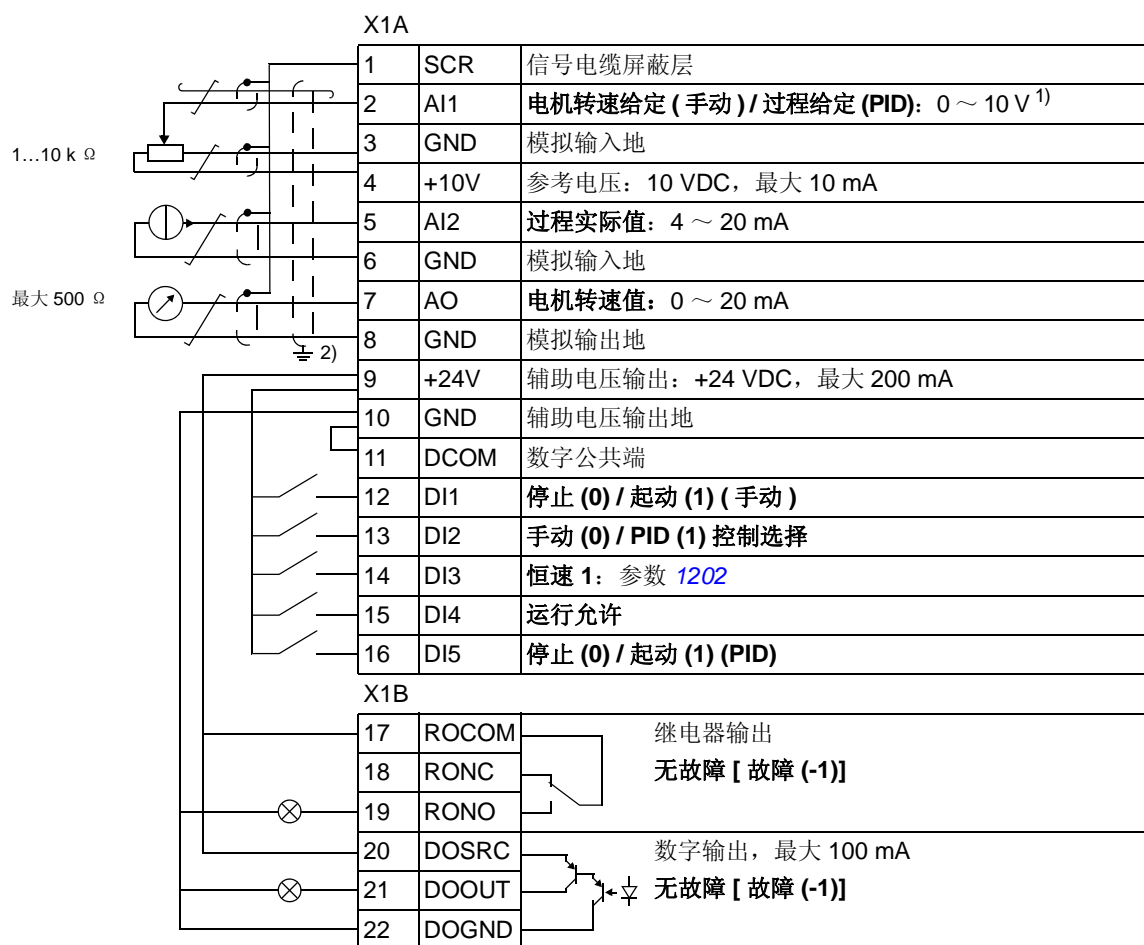 X1A
1 SCR 信号电缆屏蔽层
2 AI1 电机转速给定 ( 手动 ) / 过程给定 (PID)：0 ～ 10 V 1)
1…10 k Ω
3 GND 模拟输入地
4 +10V 参考电压：10 VDC，最大 10 mA
5 AI2 过程实际值：4 ～ 20 mA
6 GND 模拟输入地
最大 500 Ω
7 AO 电机转速值：0 ～ 20 mA
8 GND 模拟输出地
2)
9 +24V 辅助电压输出：+24 VDC，最大 200 mA
10 GND 辅助电压输出地
11 DCOM 数字公共端
12 DI1 停止 (0) / 起动 (1) ( 手动 )
13 DI2 手动 (0) / PID (1) 控制选择
14 DI3 恒速 1：参数 1202
15 DI4 运行允许
16 DI5 停止 (0) / 起动 (1) (PID)
X1B
17 ROCOM 继电器输出
18 RONC 无故障 [ 故障 (-1)]
19 RONO
20 DOSRC 数字输出，最大 100 mA
21 DOOUT 无故障 [ 故障 (-1)]
22 DOGND